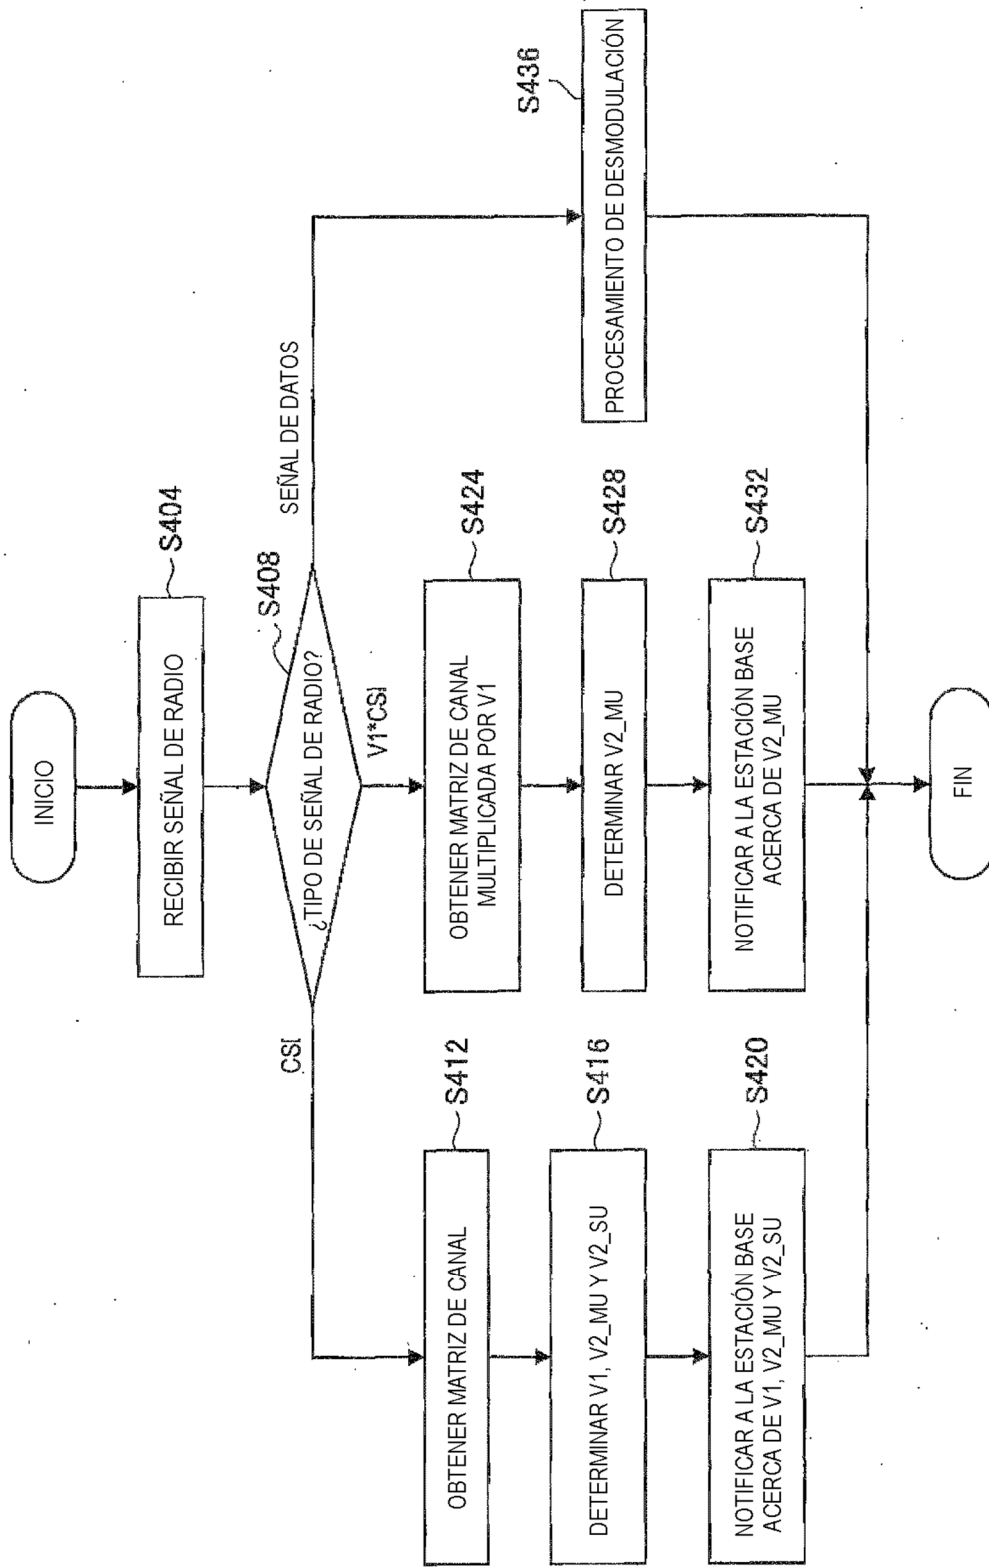 INICIO
RECIBIR SEÑAL DE RADIO
S404
¿TIPO DE SEÑAL DE RADIO?
S408
CSI
V1*CSI
SEÑAL DE DATOS
OBTENER MATRIZ DE CANAL
S412
DETERMINAR V1, V2_MU Y V2_SU
S416
NOTIFICAR A LA ESTACIÓN BASE
ACERCA DE V1, V2_MU Y V2_SU
S420
OBTENER MATRIZ DE CANAL
MULTIPLICADA POR V1
S424
DETERMINAR V2_MU
S428
NOTIFICAR A LA ESTACIÓN BASE
ACERCA DE V2_MU
S432
PROCESAMIENTO DE DESMODULACIÓN
S436
FIN